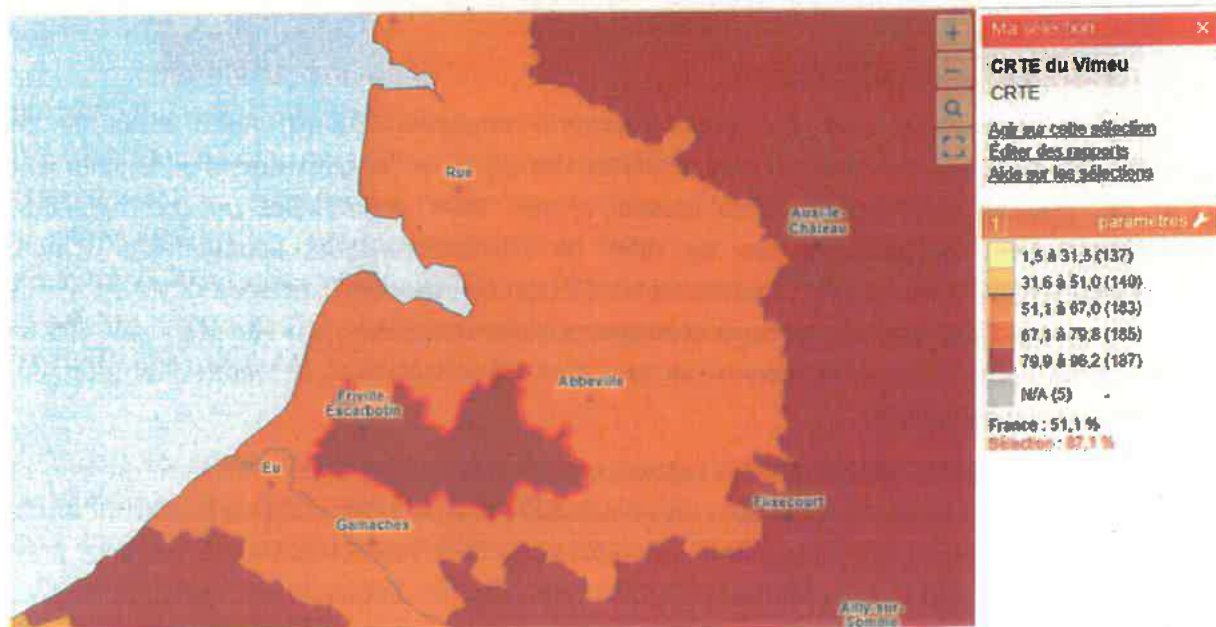 Rue
Auxi-le-
Château
Abbeville
Friville-
Escarbotin
Eu
Gamaches
Flixecourt
Ailly-sur-
Somme
+
−
Ma sélection ×
CRTE du Vimeu
CRTE
Agir sur cette sélection
Éditer des rapports
Aide sur les sélections
1 paramètres
1,5 à 31,5 (137)
31,6 à 51,0 (140)
51,1 à 67,0 (183)
67,1 à 79,8 (185)
79,9 à 96,2 (187)
N/A (5)
France : 51,1 %
Sélection : 87,1 %